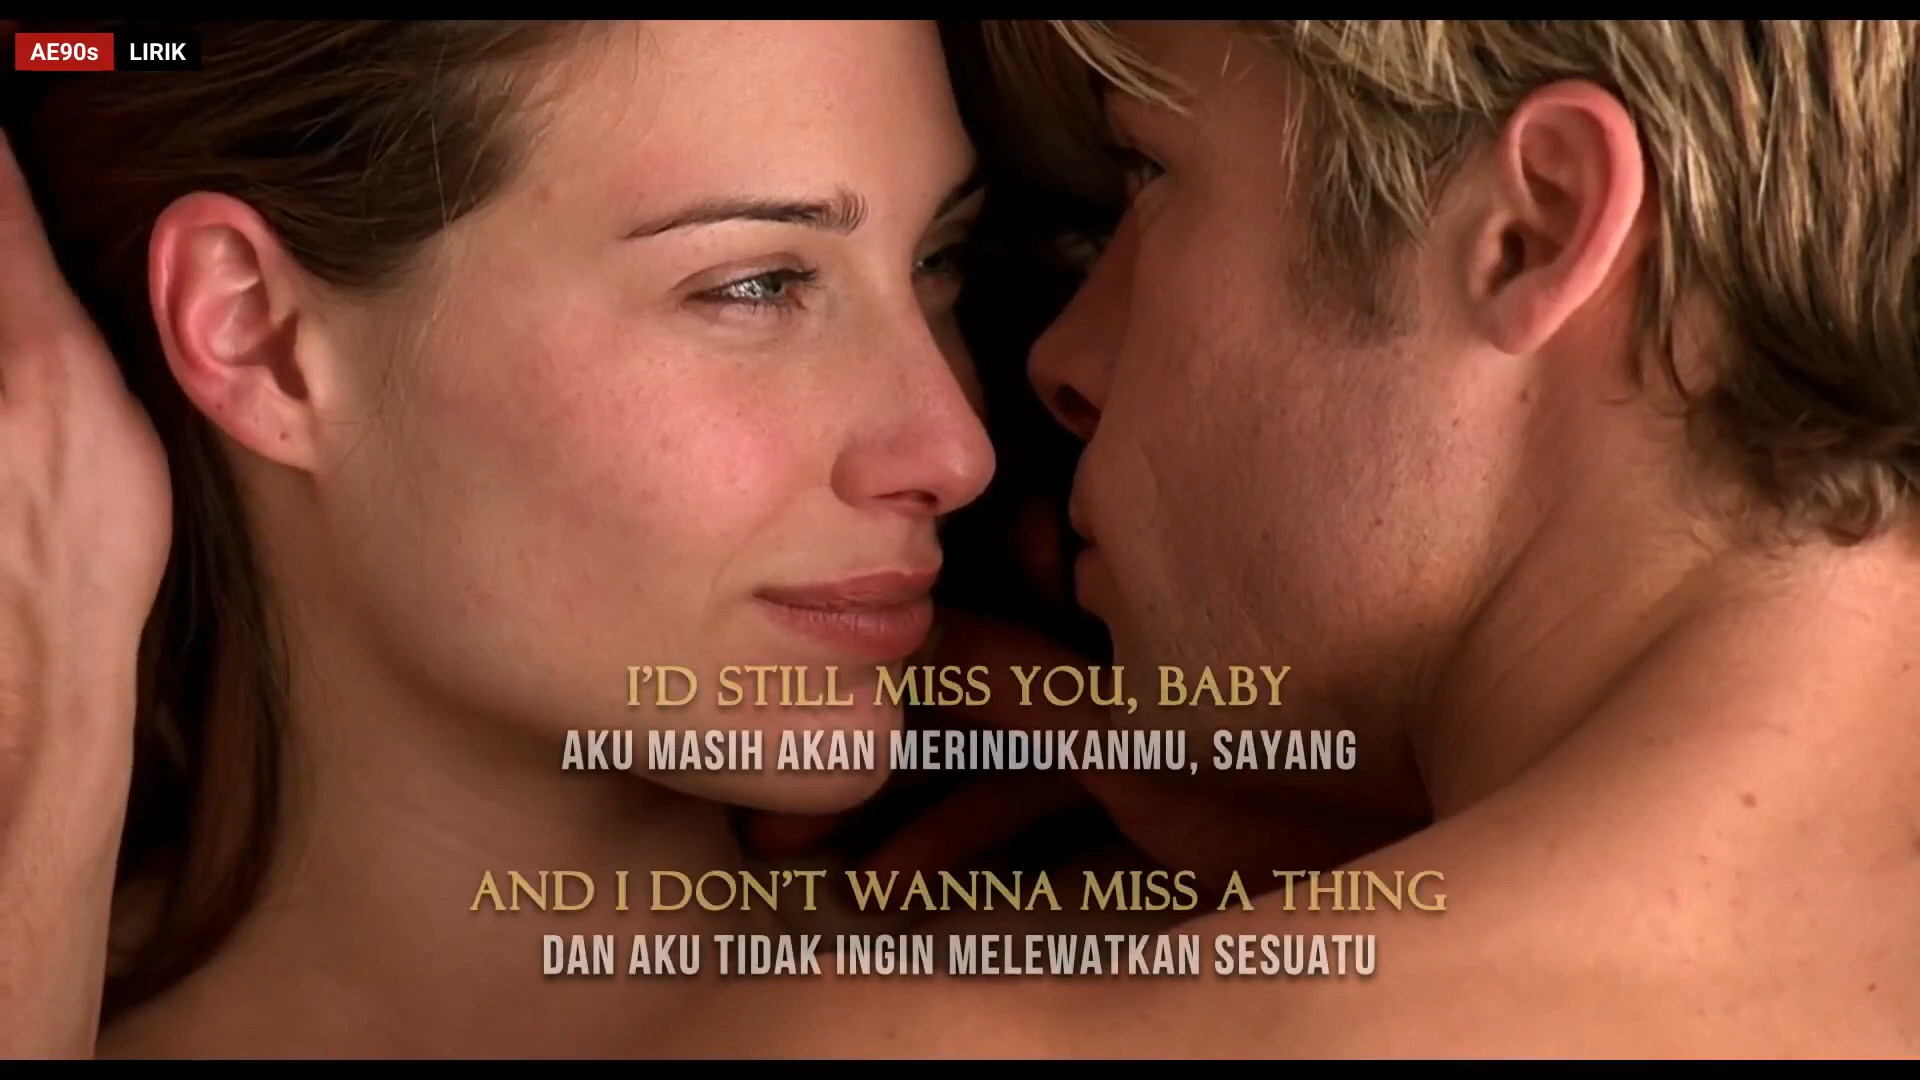 AE90s LIRIK
I'D STILL MISS YOU, BABY
AKU MASIH AKAN MERINDUKANMU, SAYANG
AND I DON'T WANNA MISS A THING
DAN AKU TIDAK INGIN MELEWATKAN SESUATU